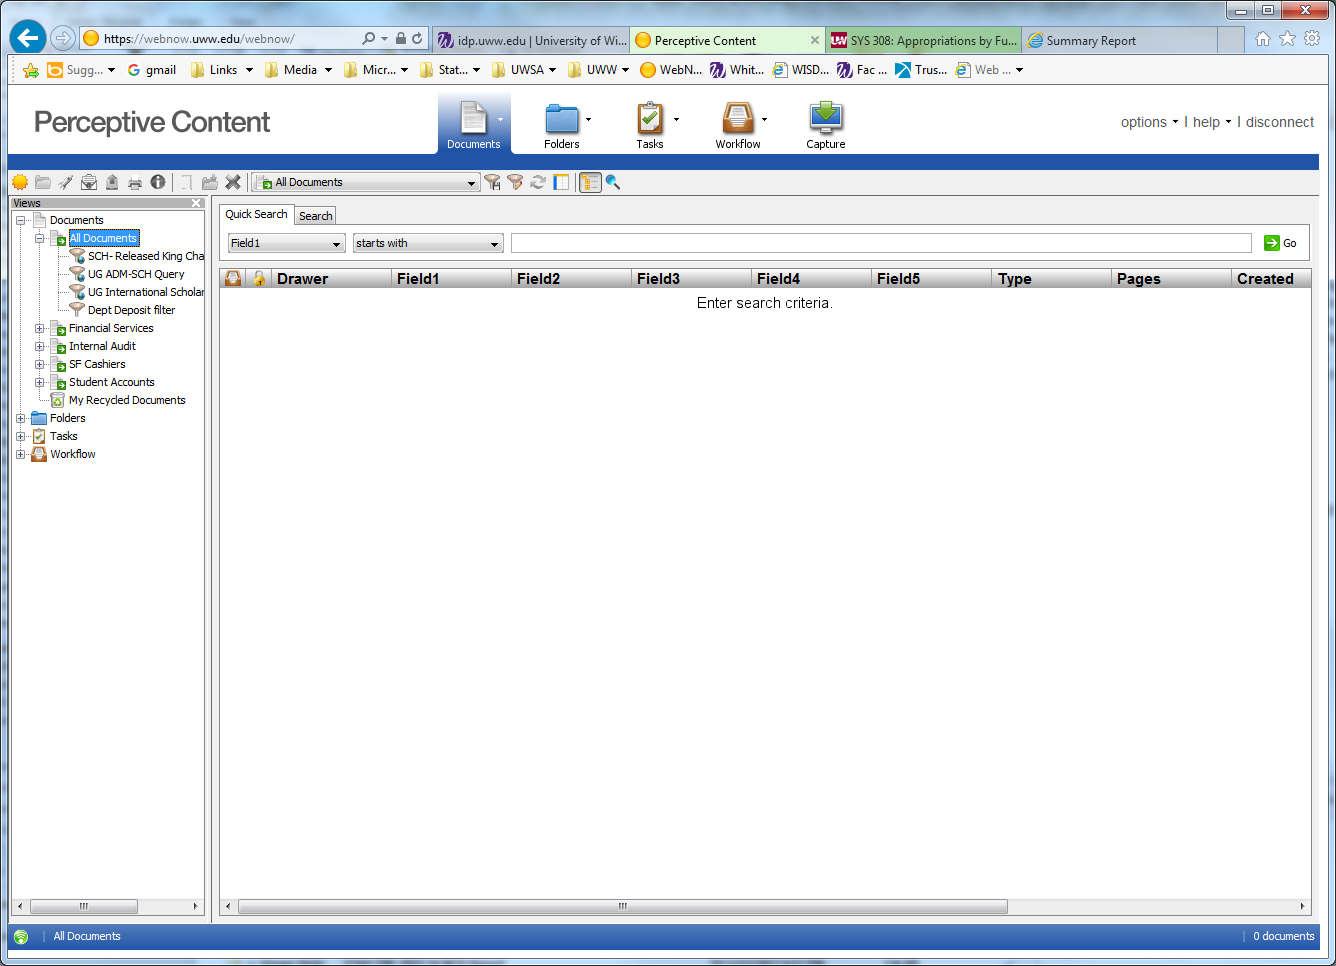 https://webnow.uww.edu/webnow/
idp.uww.edu | University of Wi...
Perceptive Content
UW SYS 308: Appropriations by Fu...
Summary Report
Sugg...
gmail
Links
Media
Micr...
Stat...
UWSA
UWW
WebN...
Whit...
WISD...
Fac ...
Trus...
Web ...
Perceptive Content
Documents
Folders
Tasks
Workflow
Capture
options | help | disconnect
All Documents
Views
Documents
All Documents
SCH- Released King Cha
UG ADM-SCH Query
UG International Scholar
Dept Deposit filter
Financial Services
Internal Audit
SF Cashiers
Student Accounts
My Recycled Documents
Folders
Tasks
Workflow
Quick Search
Search
Field1
starts with
Go
Drawer Field1 Field2 Field3 Field4 Field5 Type Pages Created
Enter search criteria.
All Documents
0 documents